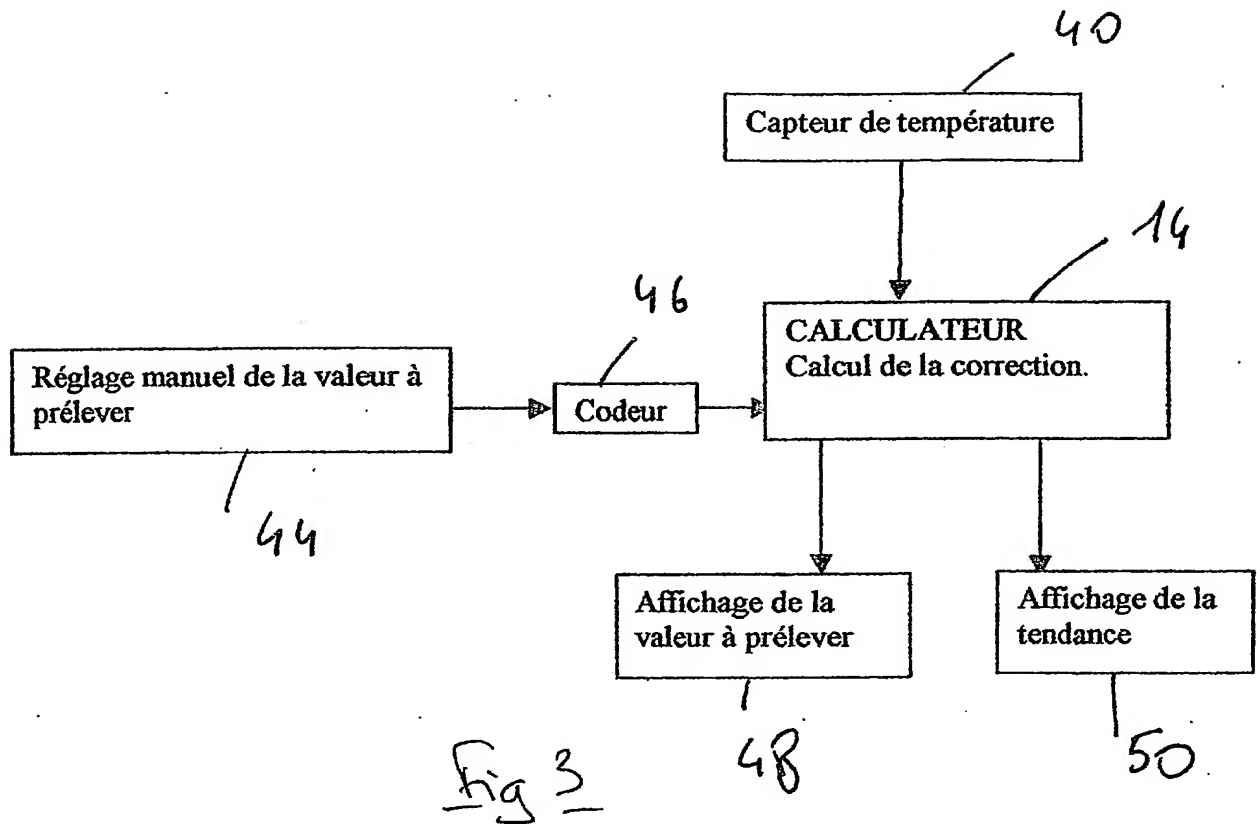 40
Capteur de température
14
46
CALCULATEUR
Calcul de la correction.
Réglage manuel de la valeur à
prélever
Codeur
44
Affichage de la
valeur à prélever
Affichage de la
tendance
48
50
Fig 3